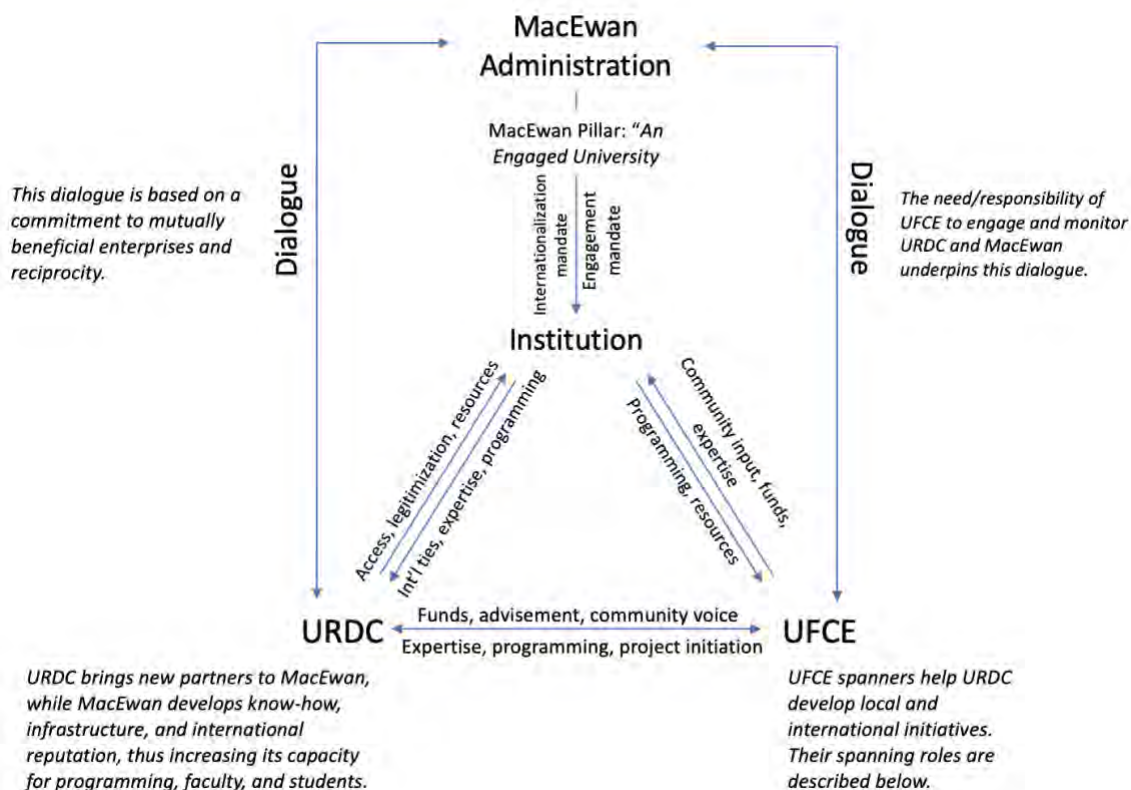 MacEwan
Administration
MacEwan Pillar: "An
Engaged University
Dialogue
This dialogue is based on a
commitment to mutually
beneficial enterprises and
reciprocity.
Internationalization
mandate
Engagement
mandate
Dialogue
The need/responsibility of
UFCE to engage and monitor
URDC and MacEwan
underpins this dialogue.
Institution
Access, legitimization, resources
Int'l ties, expertise, programming
Programming, resources
Community input, funds,
expertise
URDC
Funds, advisement, community voice
Expertise, programming, project initiation
UFCE
URDC brings new partners to MacEwan,
while MacEwan develops know-how,
infrastructure, and international
reputation, thus increasing its capacity
for programming, faculty, and students.
UFCE spanners help URDC
develop local and
international initiatives.
Their spanning roles are
described below.